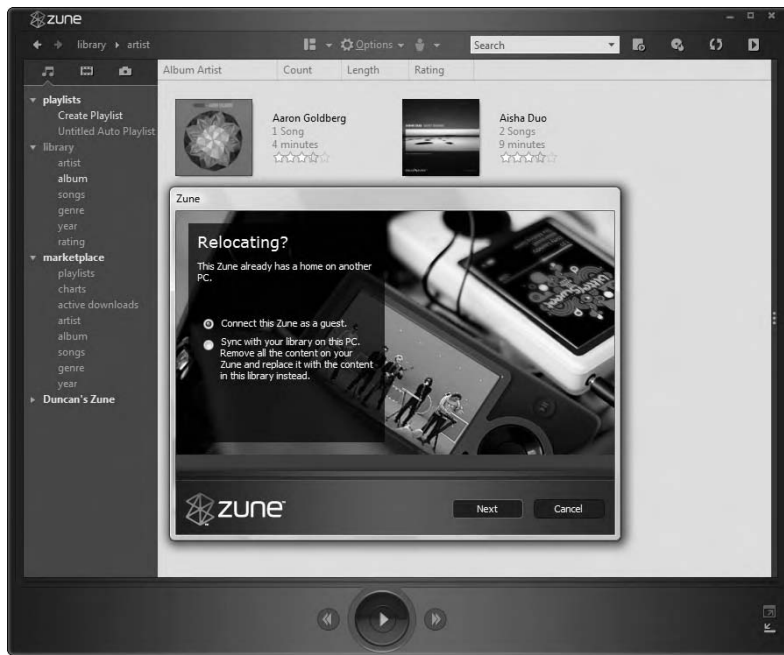 zune
library ▸ artist
Options
Search
Album Artist Count Length Rating
playlists
Create Playlist
Untitled Auto Playlist
library
artist
album
songs
genre
year
rating
marketplace
playlists
charts
active downloads
artist
album
songs
genre
year
Duncan's Zune
Aaron Goldberg
1 Song
4 minutes
Aisha Duo
2 Songs
9 minutes
Zune
Relocating?
This Zune already has a home on another
PC.
Connect this Zune as a guest.
Sync with your library on this PC.
Remove all the content on your
Zune and replace it with the content
in this library instead.
zune
Next Cancel